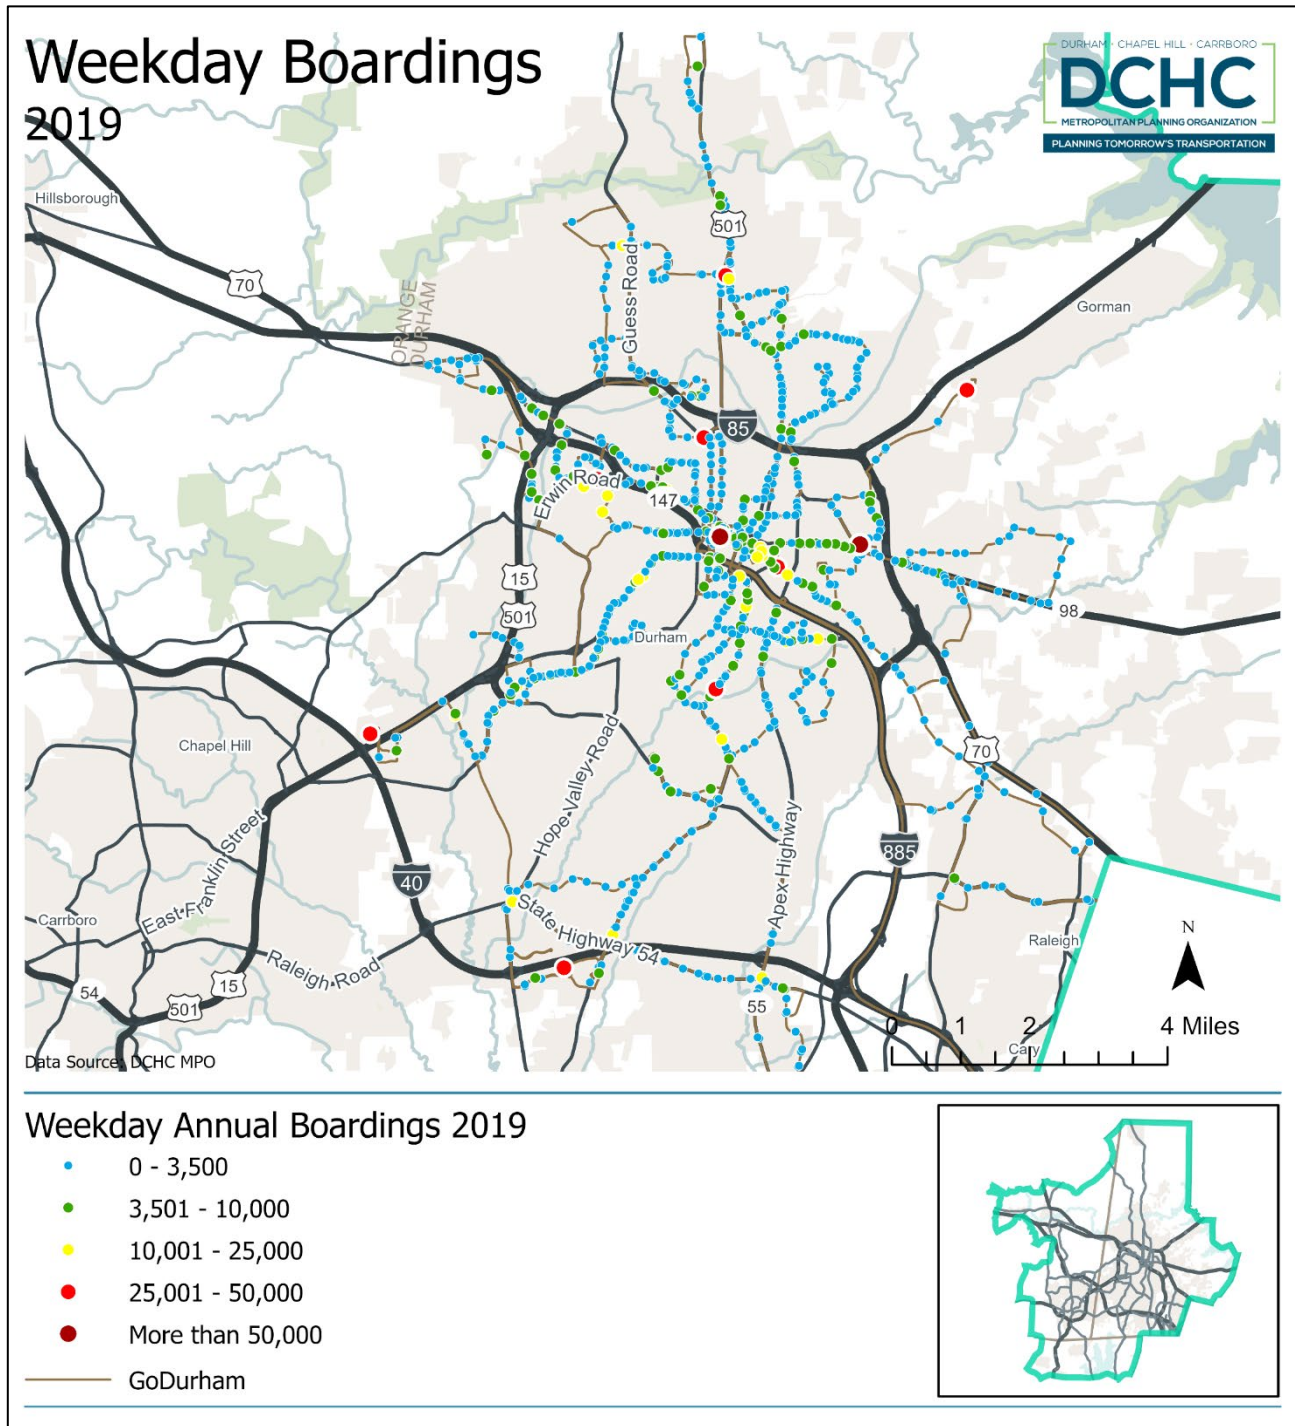 Weekday Boardings
2019
DURHAM · CHAPEL HILL · CARRBORO
DCHC
METROPOLITAN PLANNING ORGANIZATION
PLANNING TOMORROW'S TRANSPORTATION
Hillsborough
501
70
Guess Road
ORANGE
DURHAM
Gorman
85
Erwin Road
147
15
501
98
Durham
70
Chapel Hill
Hope Valley Road
Apex Highway
885
40
East Franklin Street
State Highway 54
Carrboro
Raleigh Road
Raleigh
N
54
501
15
55
0 1 2 4 Miles
Cary
Data Source: DCHC MPO
Weekday Annual Boardings 2019
0 - 3,500
3,501 - 10,000
10,001 - 25,000
25,001 - 50,000
More than 50,000
GoDurham